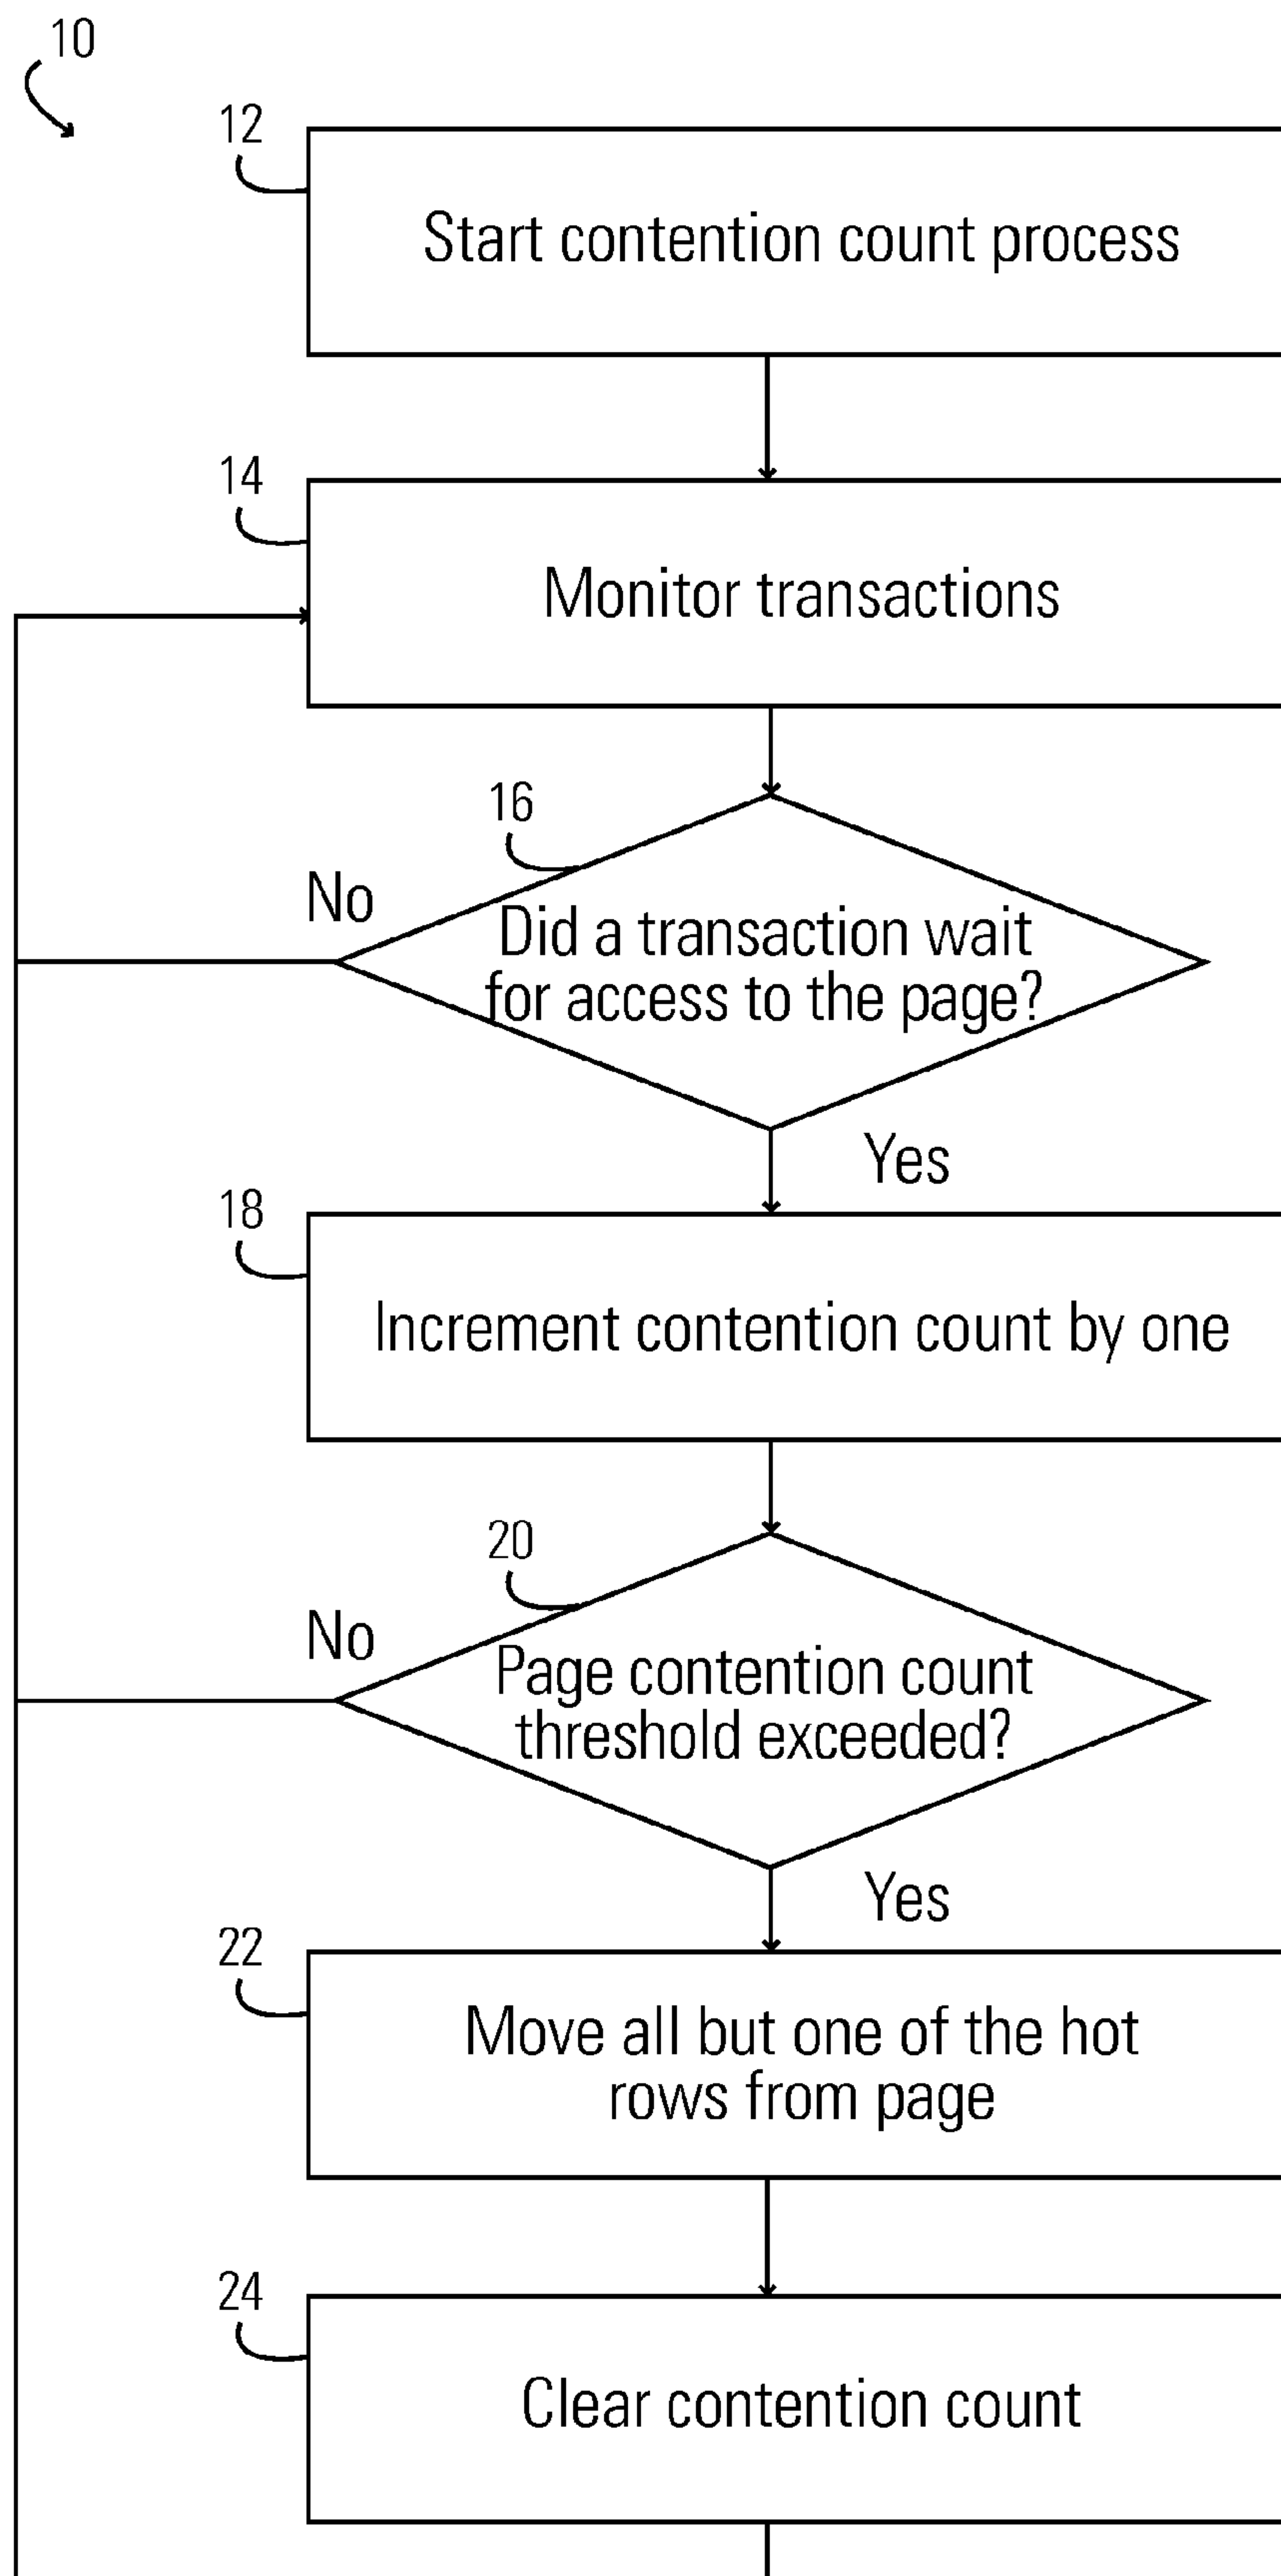 10
12
Start contention count process
14
Monitor transactions
16
No
Did a transaction wait
for access to the page?
Yes
18
Increment contention count by one
20
No
Page contention count
threshold exceeded?
Yes
22
Move all but one of the hot
rows from page
24
Clear contention count